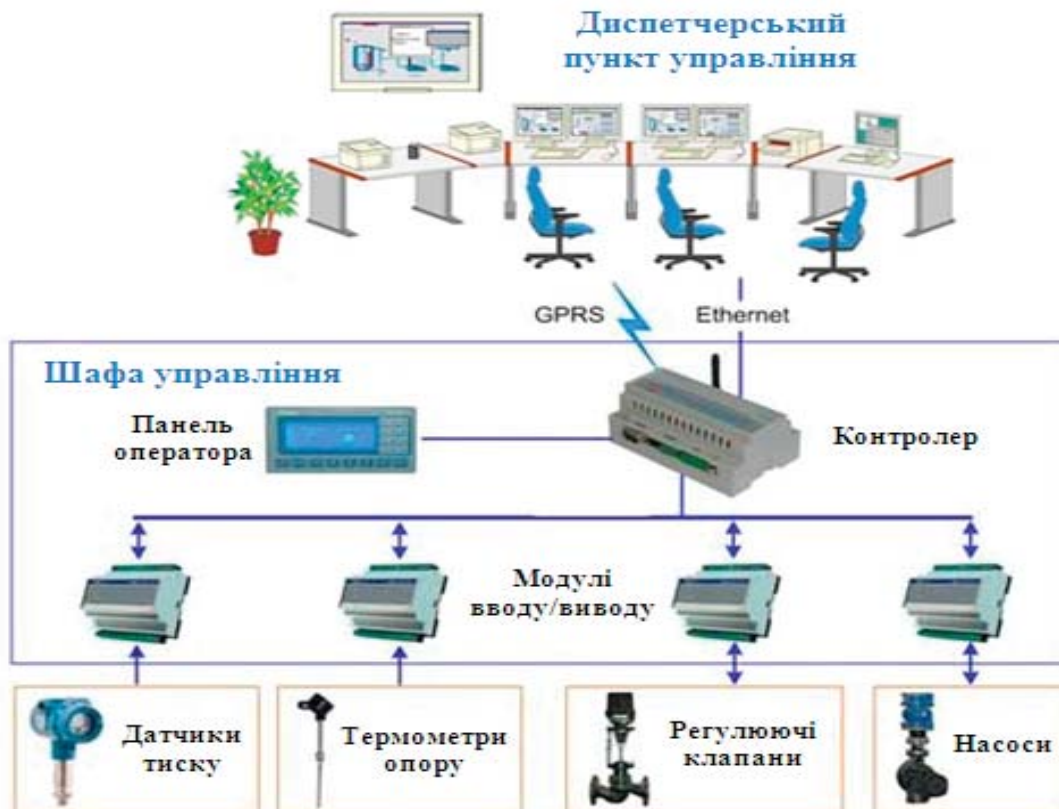 Диспетчерський
пункт управління
GPRS
Ethernet
Шафа управління
Панель
оператора
Контролер
Модулі
вводу/виводу
Датчики
тиску
Термометри
опору
Регулюючі
клапани
Насоси